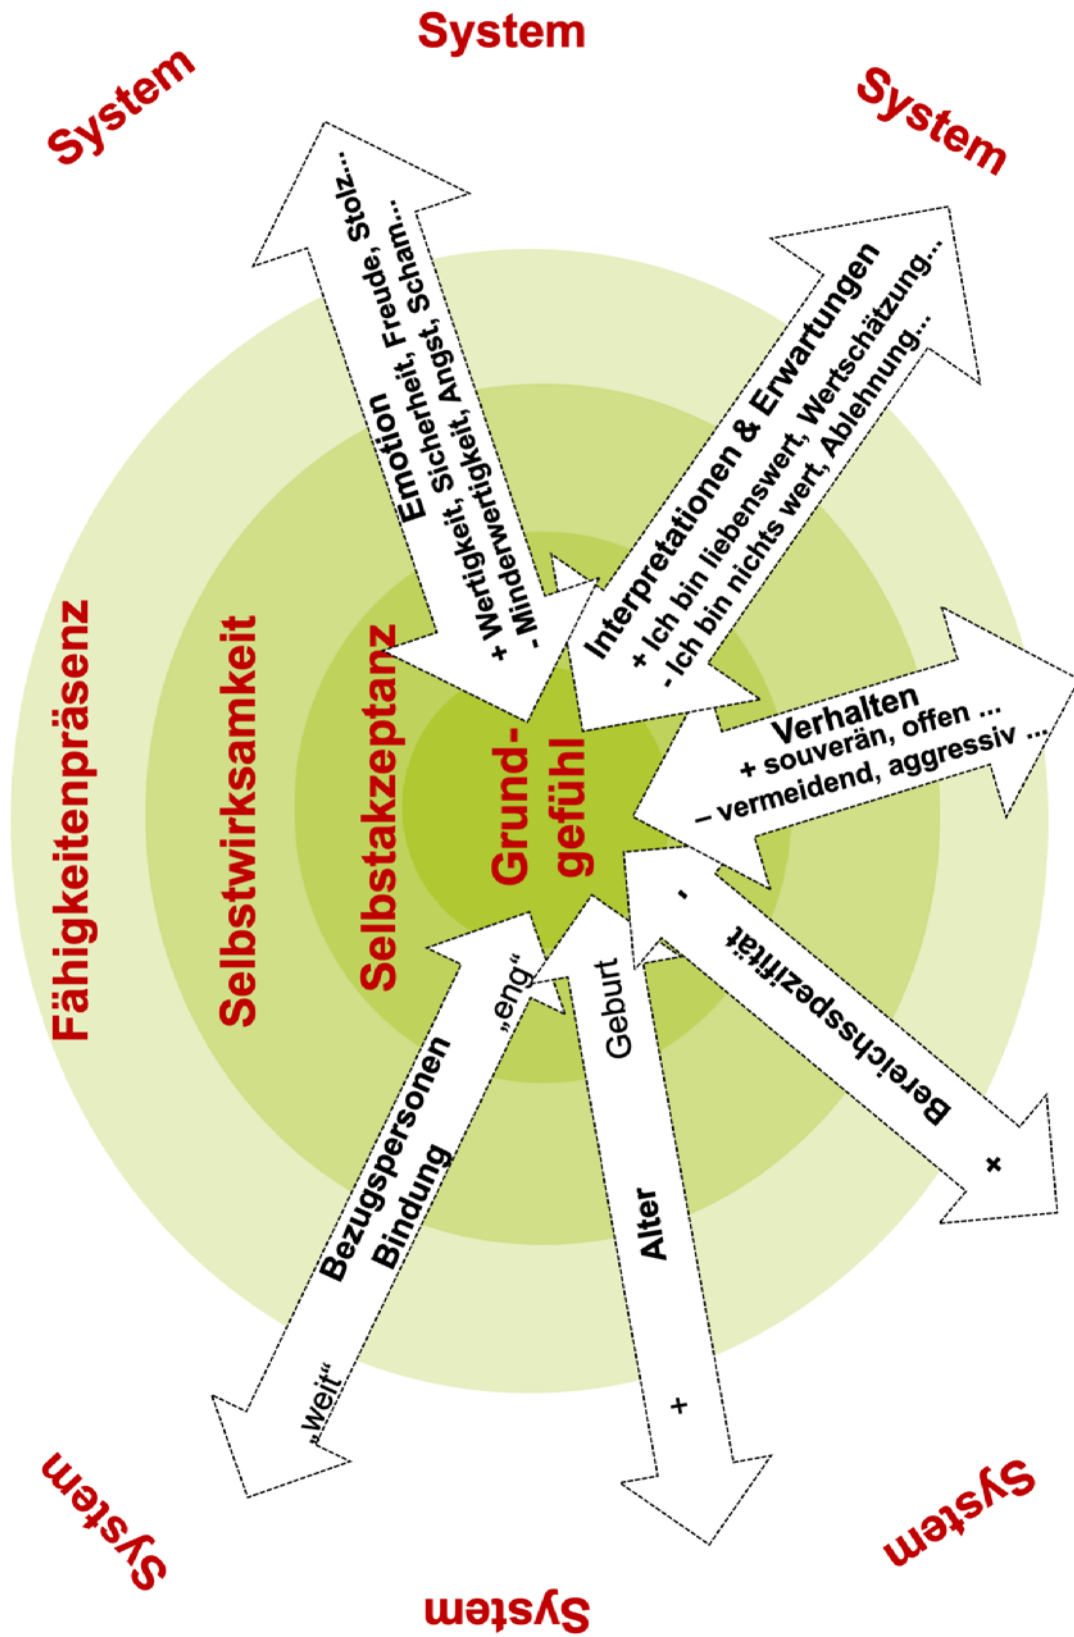 System
System
System
Fähigkeitenpräsenz
Selbstwirksamkeit
Selbstakzeptanz
Grund-
gefühl
Emotion
+ Wertigkeit, Sicherheit, Freude, Stolz...
- Minderwertigkeit, Angst, Scham...
Interpretationen & Erwartungen
+ Ich bin liebenswert, Wertschätzung...
- Ich bin nichts wert, Ablehnung...
Verhalten
+ souverän, offen ...
– vermeidend, aggressiv ...
-
Bereichsspezifität
+
Geburt
Alter
+
„eng“
Bezugspersonen
Bindung
„weit“
System
System
System